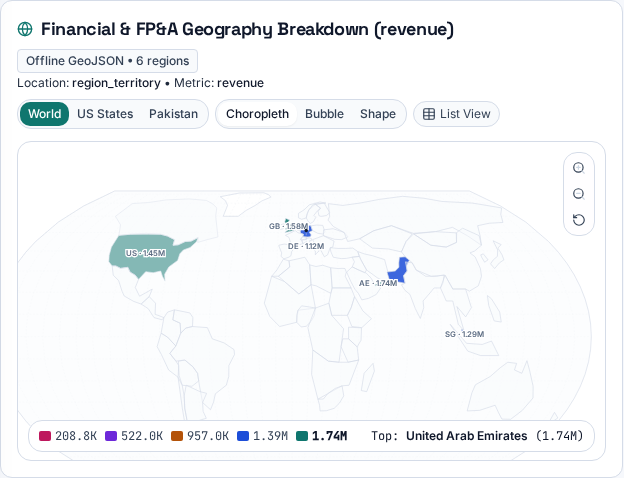 Financial & FP&A Geography Breakdown (revenue)
Offline GeoJSON • 6 regions
Location: region_territory • Metric: revenue
World US States Pakistan Choropleth Bubble Shape List View
GB · 1.58M
DE · 1.12M
US · 1.45M
AE · 1.74M
SG · 1.29M
208.8K 522.0K 957.0K 1.39M 1.74M Top: United Arab Emirates (1.74M)